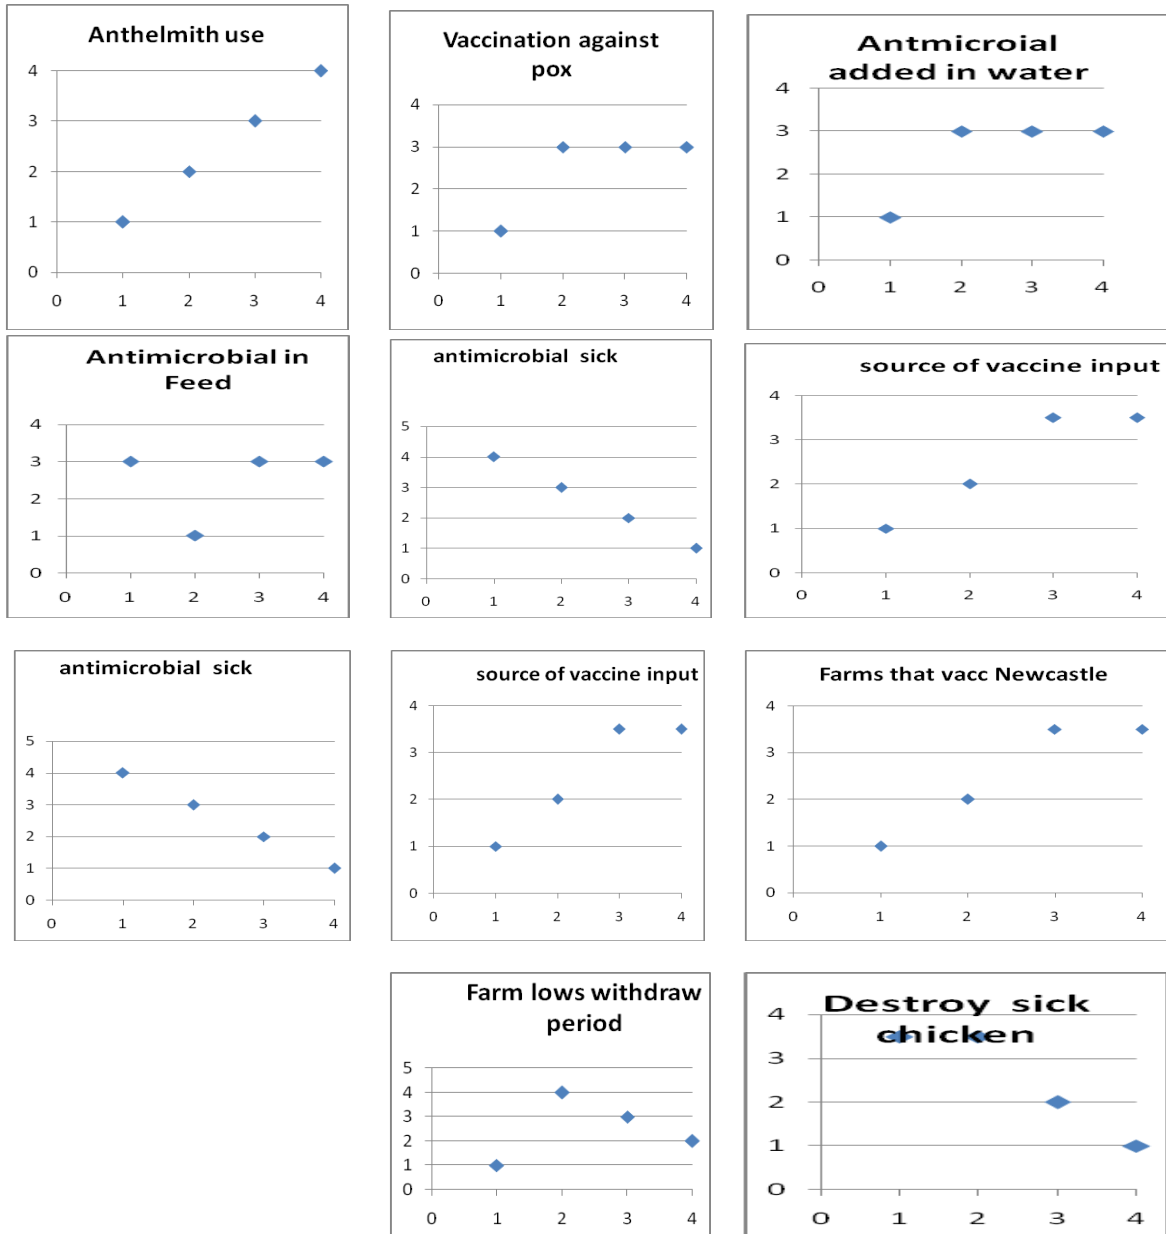 Anthelmith use
4
3
2
1
0
0 1 2 3 4
Vaccination against
pox
4
3
2
1
0
0 1 2 3 4
Antmicroial
added in water
4
3
2
1
0
0 1 2 3 4
Antimicrobial in
Feed
4
3
2
1
0
0 1 2 3 4
antimicrobial sick
5
4
3
2
1
0
0 1 2 3 4
source of vaccine input
4
3
2
1
0
0 1 2 3 4
antimicrobial sick
5
4
3
2
1
0
0 1 2 3 4
source of vaccine input
4
3
2
1
0
0 1 2 3 4
Farms that vacc Newcastle
4
3
2
1
0
0 1 2 3 4
Farm lows withdraw
period
5
4
3
2
1
0
0 1 2 3 4
Destroy sick
chicken
4
3
2
1
0
0 1 2 3 4